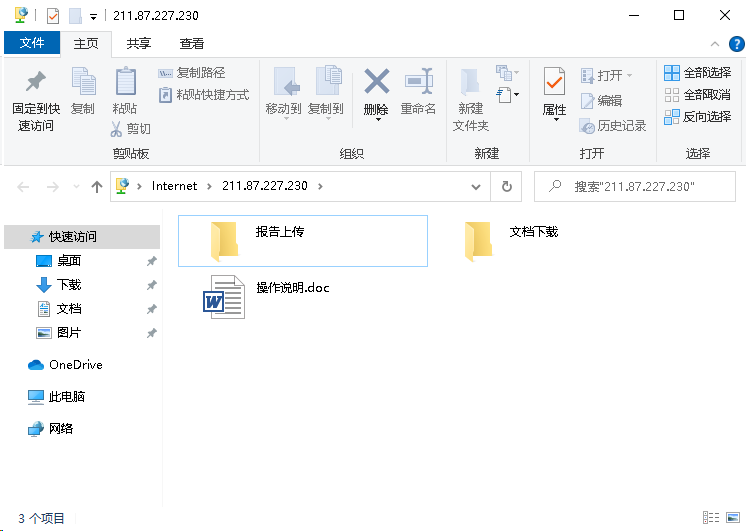 211.87.227.230
文件 主页 共享 查看
固定到快速访问
复制
粘贴
复制路径
粘贴快捷方式
剪切
剪贴板
移动到
复制到
删除
重命名
组织
新建
文件夹
新建
属性
打开
编辑
历史记录
打开
全部选择
全部取消
反向选择
选择
Internet 211.87.227.230
搜索"211.87.227.230"
快速访问
桌面
下载
文档
图片
OneDrive
此电脑
网络
报告上传
文档下载
操作说明.doc
3 个项目